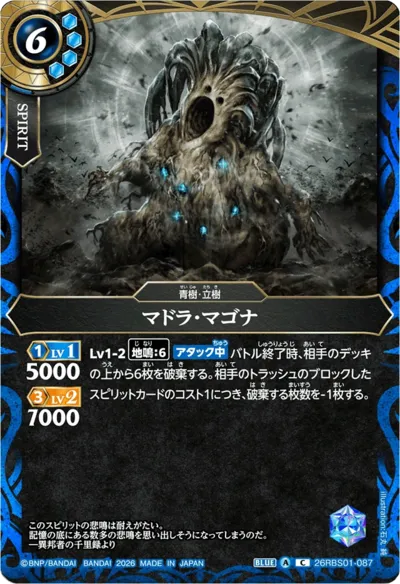 6
SPIRIT
青樹・立樹
せいじゅ たちき
マドラ・マゴナ
1 LV1
5000
3 LV2
7000
Lv1-2 地鳴:6 アタック中 バトル終了時、相手のデッキ
の上から6枚を破棄する。相手のトラッシュのブロックした
スピリットカードのコスト1につき、破棄する枚数を-1枚する。
このスピリットの悲鳴は耐えがたい。
記憶の底にある数多の悲鳴を思い出しそうになってしまうのだ。
—異邦者の千里録より
©BNP/BANDAI BANDAI 2026 MADE IN JAPAN
BLUE A C 26RBS01-087